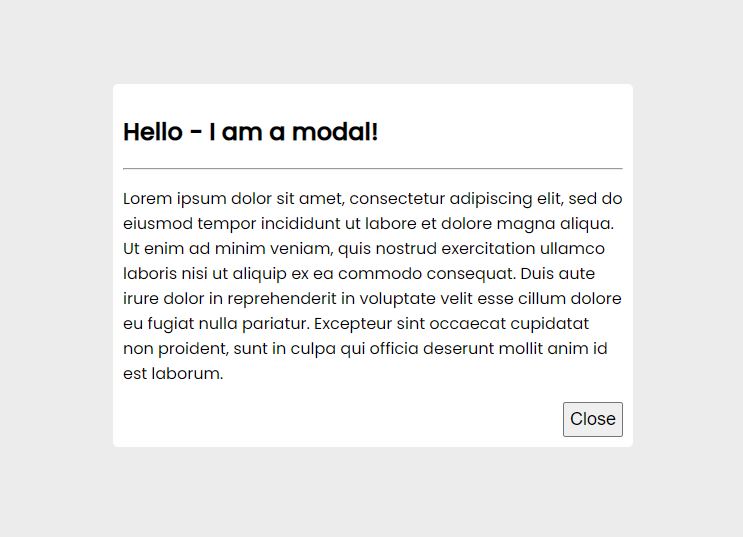 Hello - I am a modal!
Lorem ipsum dolor sit amet, consectetur adipiscing elit, sed do
eiusmod tempor incididunt ut labore et dolore magna aliqua.
Ut enim ad minim veniam, quis nostrud exercitation ullamco
laboris nisi ut aliquip ex ea commodo consequat. Duis aute
irure dolor in reprehenderit in voluptate velit esse cillum dolore
eu fugiat nulla pariatur. Excepteur sint occaecat cupidatat
non proident, sunt in culpa qui officia deserunt mollit anim id
est laborum.
Close